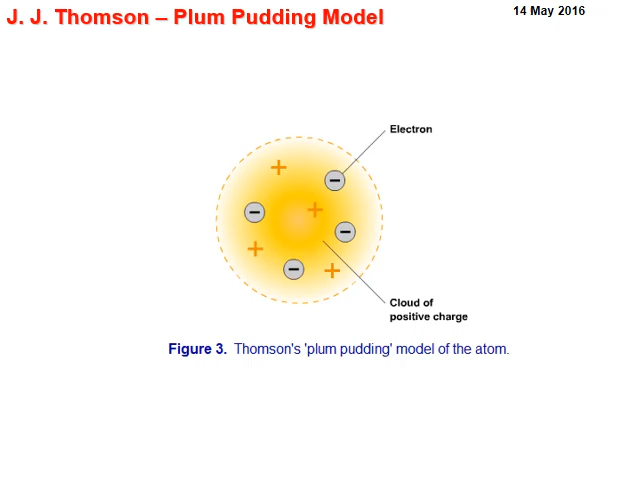 J. J. Thomson – Plum Pudding Model
14 May 2016
Electron
+
−
−
+
−
+
−
+
Cloud of
positive charge
Figure 3. Thomson's 'plum pudding' model of the atom.